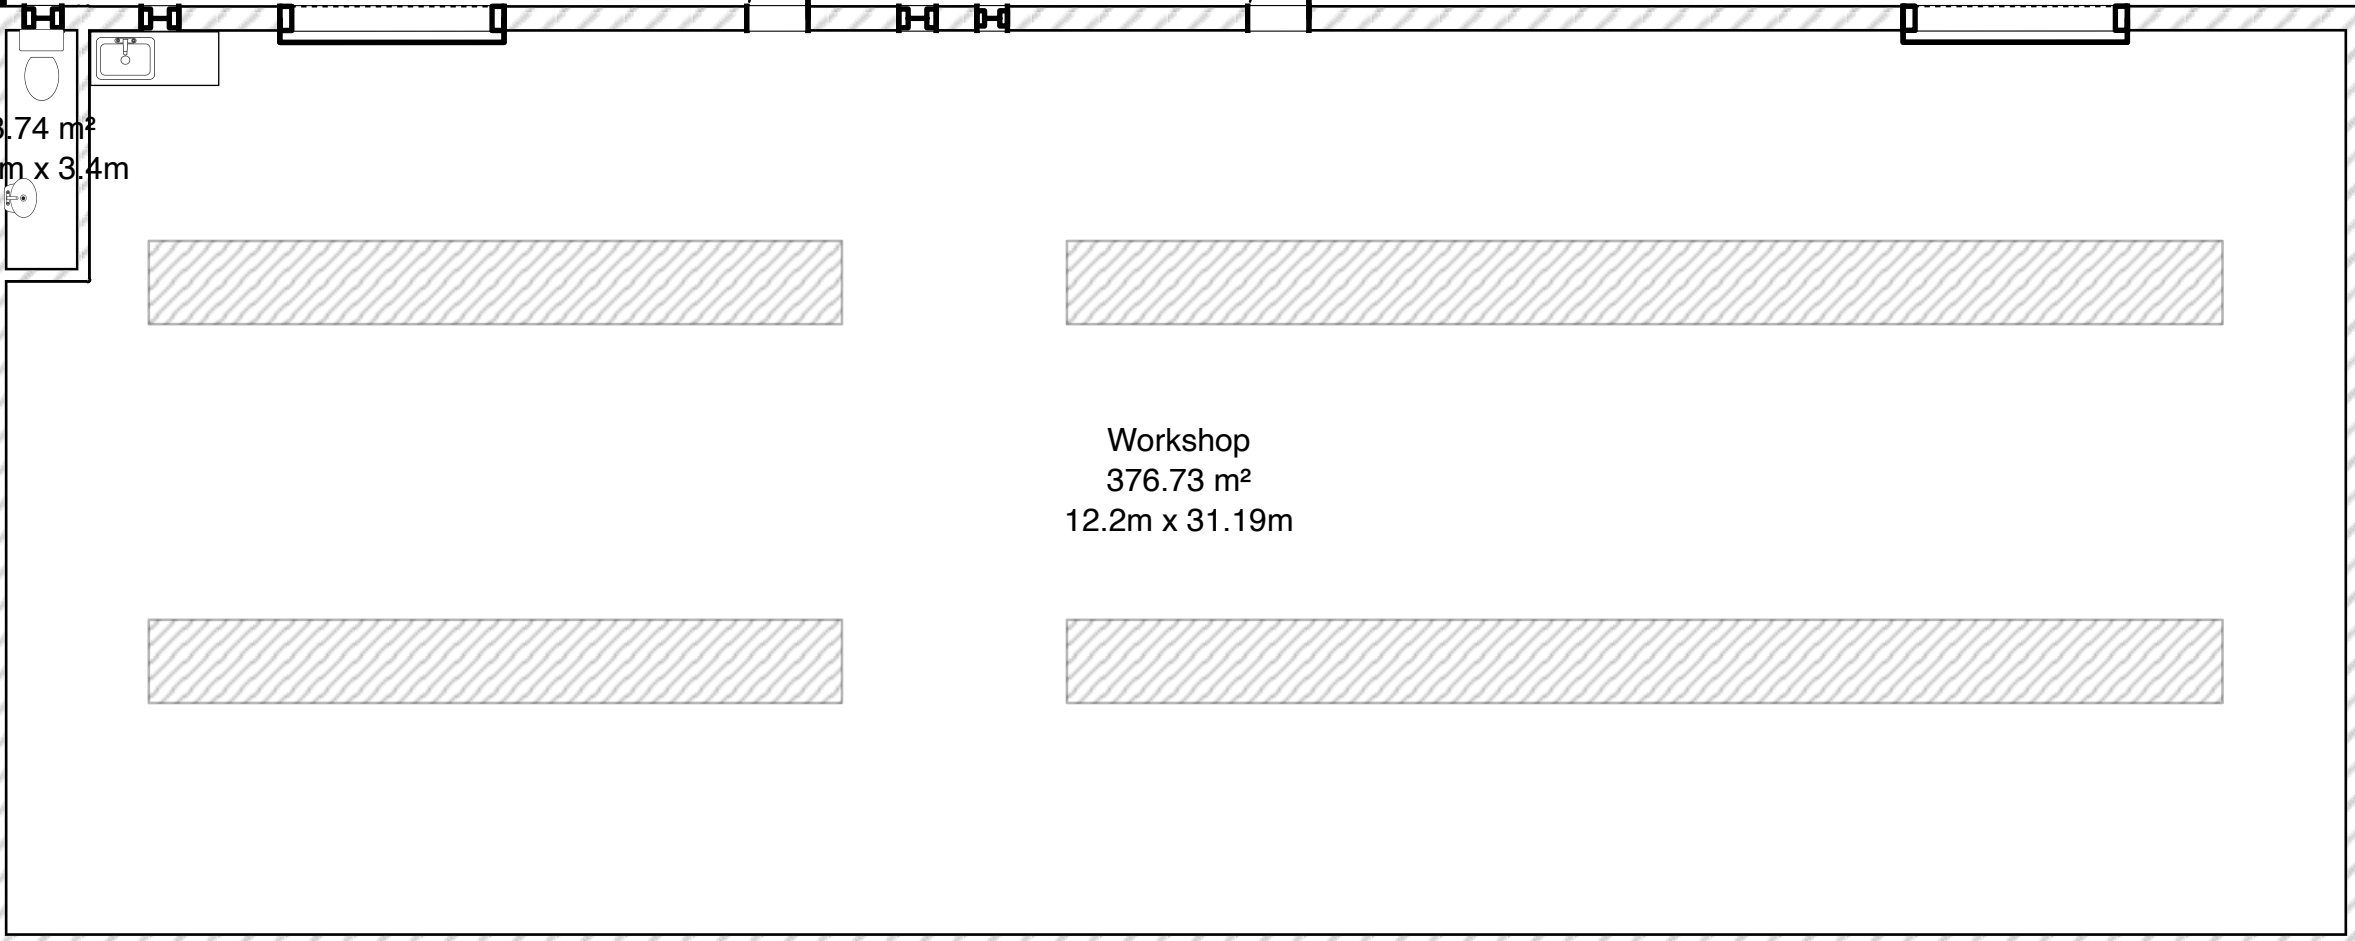 .74 m²
m x 3.4m
Workshop
376.73 m²
12.2m x 31.19m